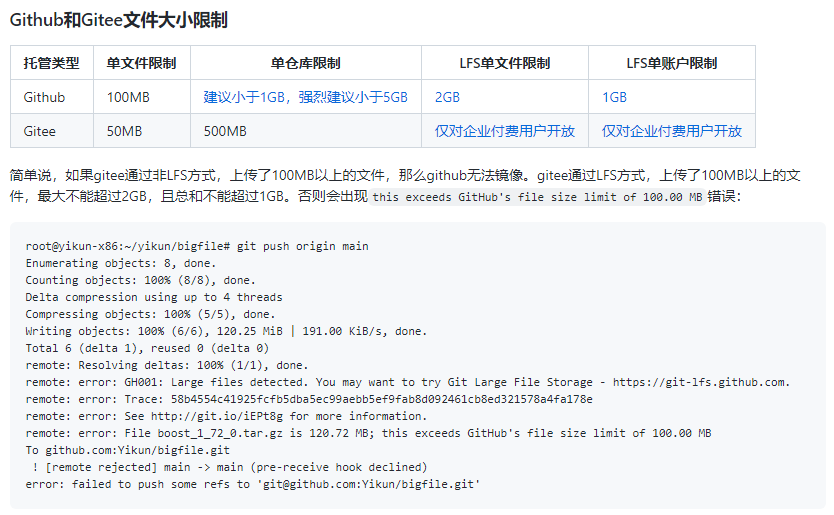 Github和Gitee文件大小限制
托管类型 单文件限制 单仓库限制 LFS单文件限制 LFS单账户限制
Github 100MB 建议小于1GB，强烈建议小于5GB 2GB 1GB
Gitee 50MB 500MB 仅对企业付费用户开放 仅对企业付费用户开放
简单说，如果gitee通过非LFS方式，上传了100MB以上的文件，那么github无法镜像。gitee通过LFS方式，上传了100MB以上的文
件，最大不能超过2GB，且总和不能超过1GB。否则会出现 this exceeds GitHub's file size limit of 100.00 MB 错误：
root@yikun-x86:~/yikun/bigfile# git push origin main
Enumerating objects: 8, done.
Counting objects: 100% (8/8), done.
Delta compression using up to 4 threads
Compressing objects: 100% (5/5), done.
Writing objects: 100% (6/6), 120.25 MiB | 191.00 KiB/s, done.
Total 6 (delta 1), reused 0 (delta 0)
remote: Resolving deltas: 100% (1/1), done.
remote: error: GH001: Large files detected. You may want to try Git Large File Storage - https://git-lfs.github.com.
remote: error: Trace: 58b4554c41925fcfb5dba5ec99aebb5ef9fab8d092461cb8ed321578a4fa178e
remote: error: See http://git.io/iEPt8g for more information.
remote: error: File boost_1_72_0.tar.gz is 120.72 MB; this exceeds GitHub's file size limit of 100.00 MB
To github.com:Yikun/bigfile.git
! [remote rejected] main -> main (pre-receive hook declined)
error: failed to push some refs to 'git@github.com:Yikun/bigfile.git'